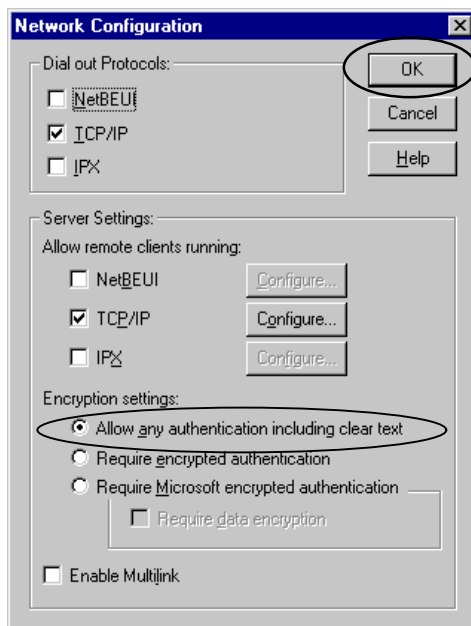 Network Configuration
Dial out Protocols:
NetBEUI
TCP/IP
IPX
OK
Cancel
Help
Server Settings:
Allow remote clients running:
NetBEUI Configure...
TCP/IP Configure...
IPX Configure...
Encryption settings:
Allow any authentication including clear text
Require encrypted authentication
Require Microsoft encrypted authentication
Require data encryption
Enable Multilink